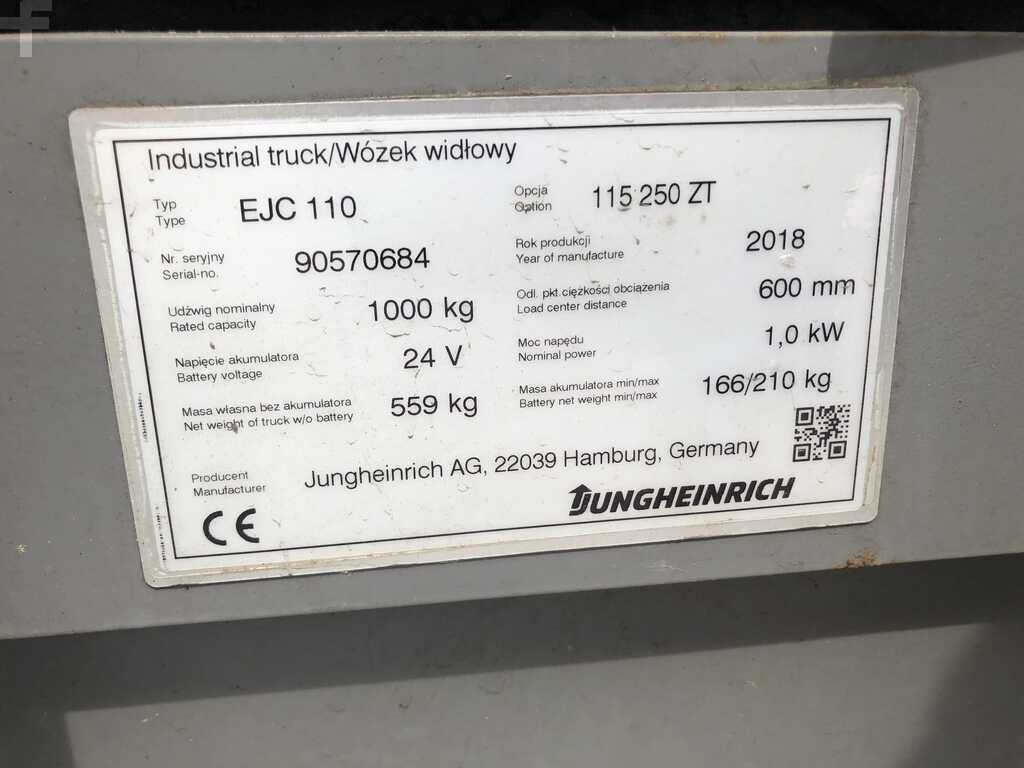 Industrial truck/Wózek widłowy
Typ
Type
EJC 110
Opcja
Option
115 250 ZT
Nr. seryjny
Serial-no.
90570684
Rok produkcji
Year of manufacture
2018
Udźwig nominalny
Rated capacity
1000 kg
Odl. pkt.ciężkości obciążenia
Load center distance
600 mm
Napięcie akumulatora
Battery voltage
24 V
Moc napędu
Nominal power
1,0 kW
Masa własna bez akumulatora
Net weight of truck w/o battery
559 kg
Masa akumulatora min/max
Battery net weight min/max
166/210 kg
Producent
Manufacturer
Jungheinrich AG, 22039 Hamburg, Germany
CE
JUNGHEINRICH
f